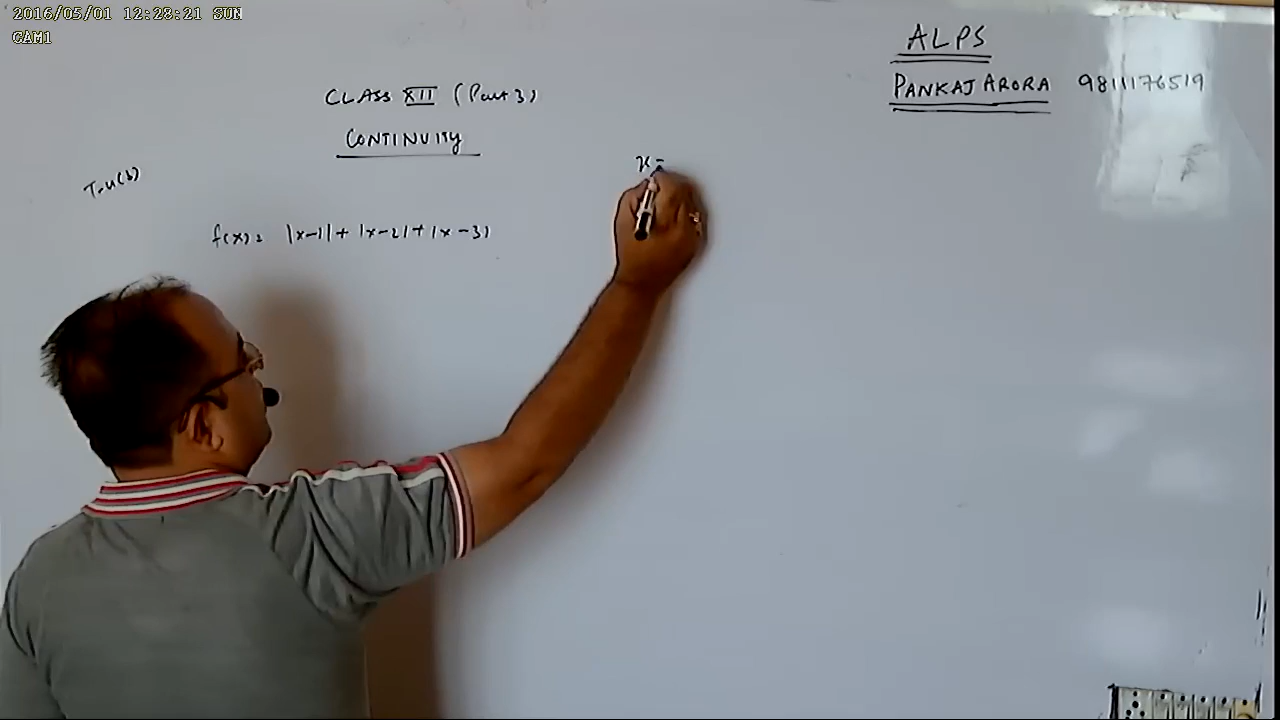 2016/05/01 12:28:21 SUN
CAM1
ALPS
PANKAJ ARORA 9811176519
CLASS XII (Part 3)
CONTINUITY
x=
f(x)= |x-1|+ |x-2|+ |x-3|